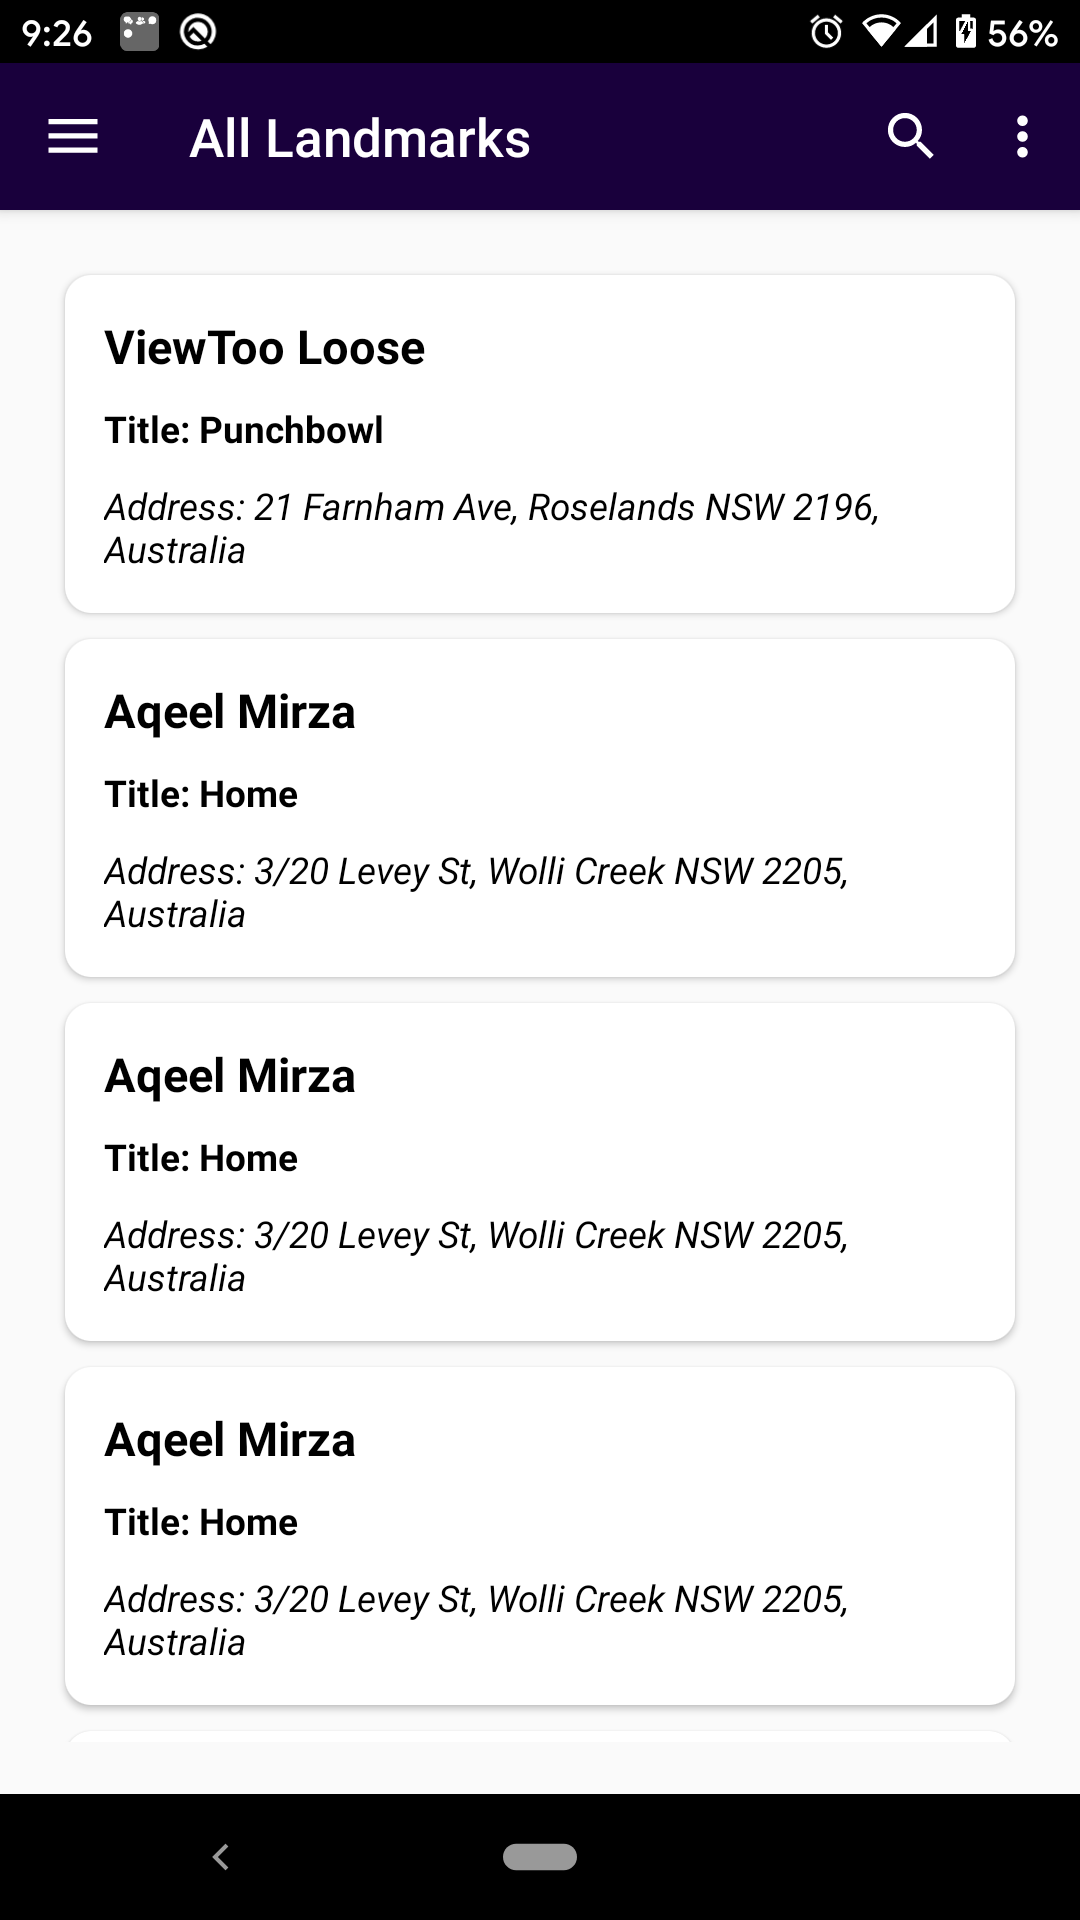 9:26
56%
All Landmarks
ViewToo Loose
Title: Punchbowl
Address: 21 Farnham Ave, Roselands NSW 2196,
Australia
Aqeel Mirza
Title: Home
Address: 3/20 Levey St, Wolli Creek NSW 2205,
Australia
Aqeel Mirza
Title: Home
Address: 3/20 Levey St, Wolli Creek NSW 2205,
Australia
Aqeel Mirza
Title: Home
Address: 3/20 Levey St, Wolli Creek NSW 2205,
Australia